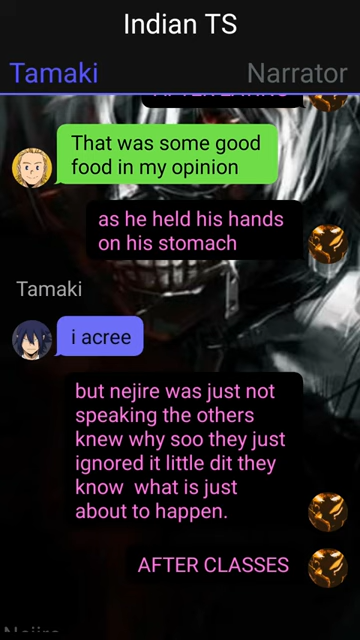 Indian TS
Tamaki
Narrator
That was some good
food in my opinion
as he held his hands
on his stomach
Tamaki
i acree
but nejire was just not
speaking the others
knew why soo they just
ignored it little dit they
know what is just
about to happen.
AFTER CLASSES